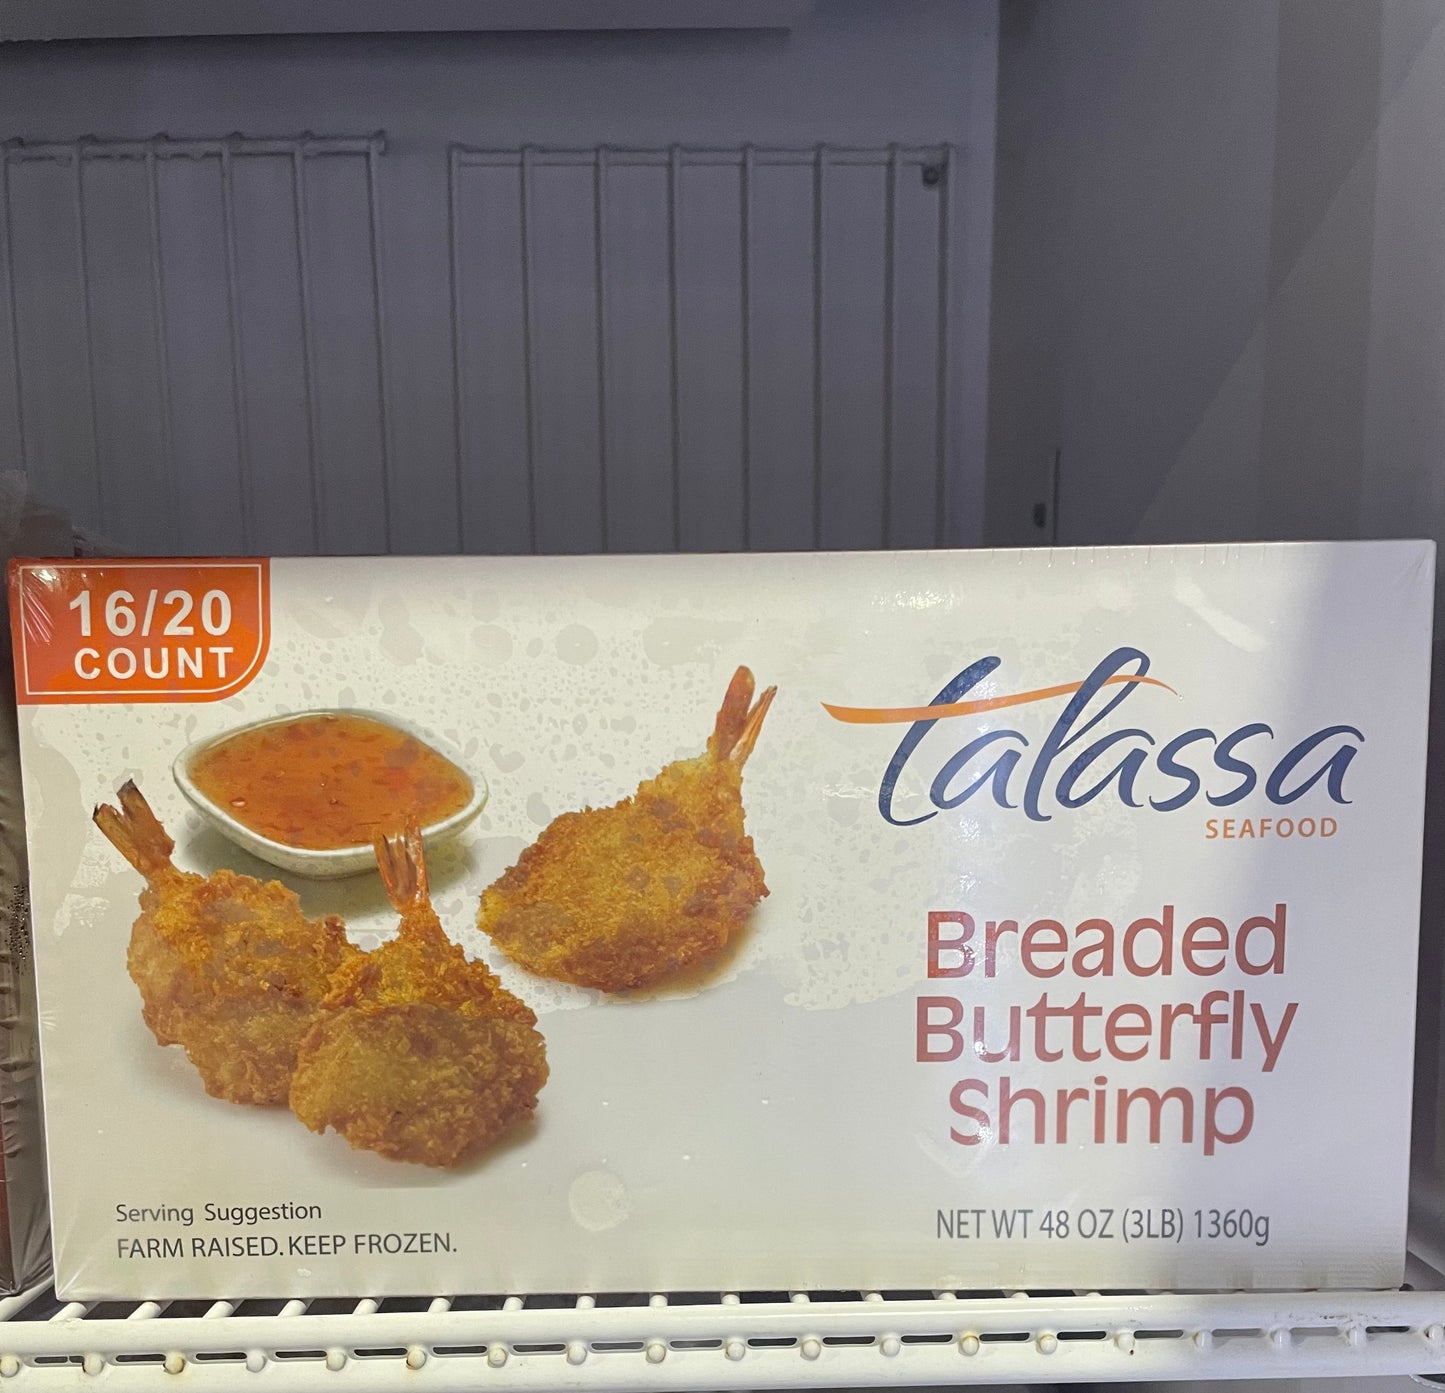 16/20
COUNT
talassa
SEAFOOD
Breaded
Butterfly
Shrimp
Serving Suggestion
FARM RAISED. KEEP FROZEN.
NET WT 48 OZ (3LB) 1360g